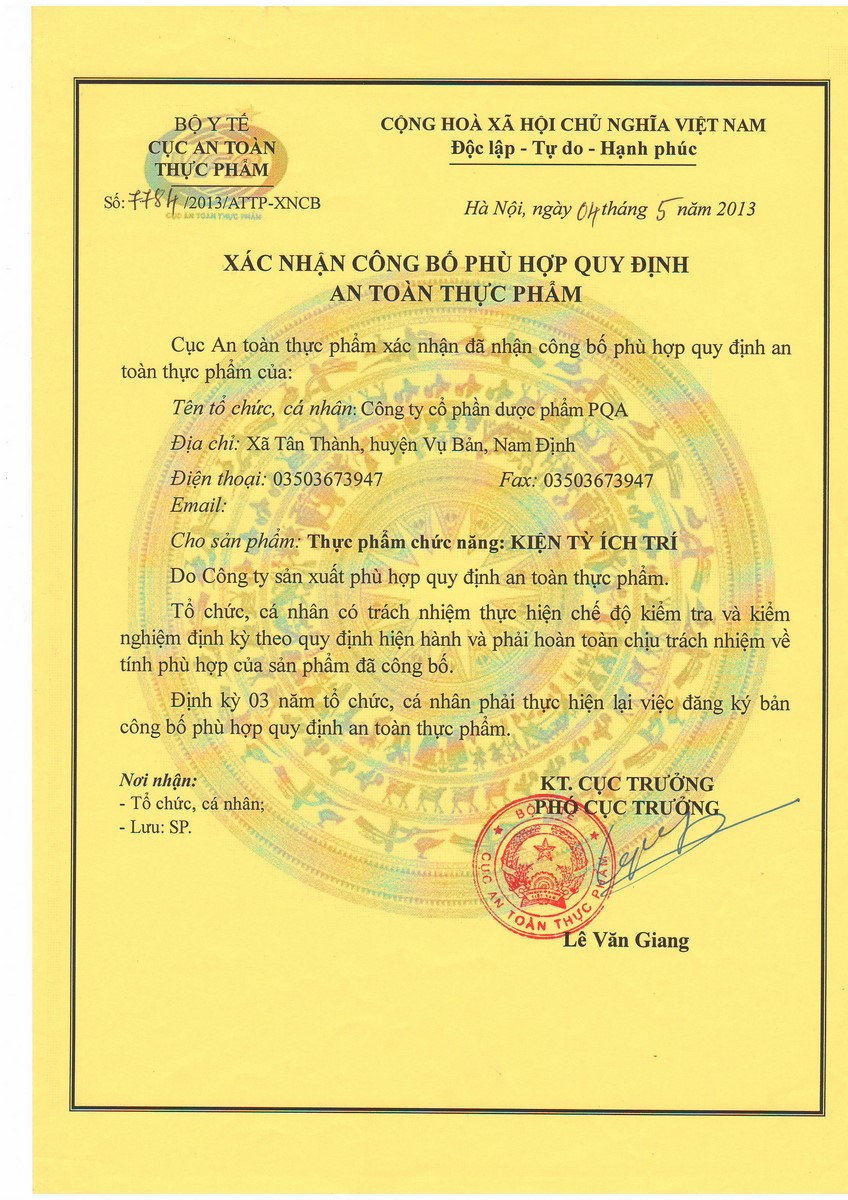 BỘ Y TẾ
CỤC AN TOÀN
THỰC PHẨM
Số: 7784 /2013/ATTP-XNCB
CỤC AN TOÀN THỰC PHẨM
CỘNG HOÀ XÃ HỘI CHỦ NGHĨA VIỆT NAM
Độc lập - Tự do - Hạnh phúc
Hà Nội, ngày 04 tháng 5 năm 2013
XÁC NHẬN CÔNG BỐ PHÙ HỢP QUY ĐỊNH
AN TOÀN THỰC PHẨM
Cục An toàn thực phẩm xác nhận đã nhận công bố phù hợp quy định an
toàn thực phẩm của:
Tên tổ chức, cá nhân: Công ty cổ phần dược phẩm PQA
Địa chỉ: Xã Tân Thành, huyện Vụ Bản, Nam Định
Điện thoại: 03503673947 Fax: 03503673947
Email:
Cho sản phẩm: Thực phẩm chức năng: KIỆN TỲ ÍCH TRÍ
Do Công ty sản xuất phù hợp quy định an toàn thực phẩm.
Tổ chức, cá nhân có trách nhiệm thực hiện chế độ kiểm tra và kiểm
nghiệm định kỳ theo quy định hiện hành và phải hoàn toàn chịu trách nhiệm về
tính phù hợp của sản phẩm đã công bố.
Định kỳ 03 năm tổ chức, cá nhân phải thực hiện lại việc đăng ký bản
công bố phù hợp quy định an toàn thực phẩm.
Nơi nhận:
- Tổ chức, cá nhân;
- Lưu: SP.
KT. CỤC TRƯỞNG
PHÓ CỤC TRƯỞNG
BỘ Y TẾ
CỤC AN TOÀN THỰC PHẨM
Lê Văn Giang